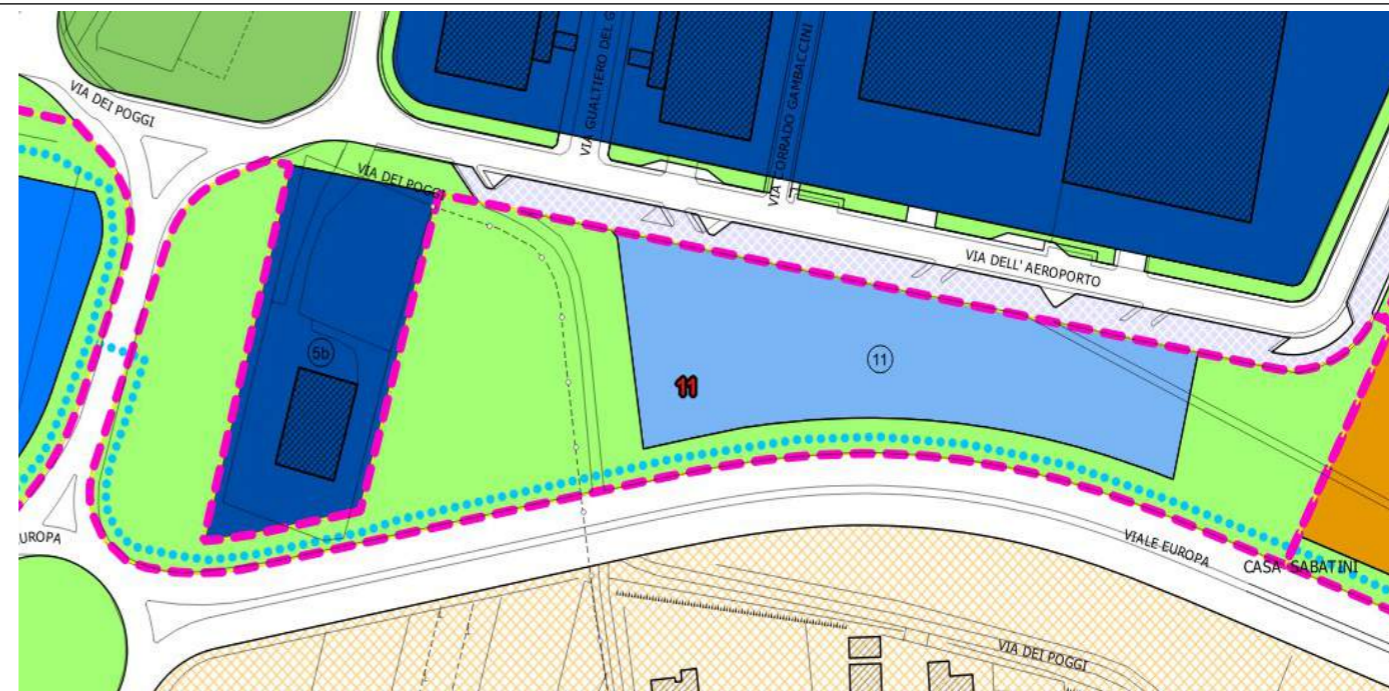 VIA DEI POGGI
VIA GUALTIERO DEL G
VIA CORRADO GAMBACCINI
VIA DEI POGGI
VIA DELL' AEROPORTO
5b
11
11
UROPA
VIALE EUROPA
CASA SABATINI
VIA DEI POGGI